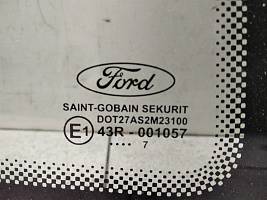 Ford
SAINT-GOBAIN SEKURIT
DOT27AS2M23100
E1 43R - 001057
.... 7